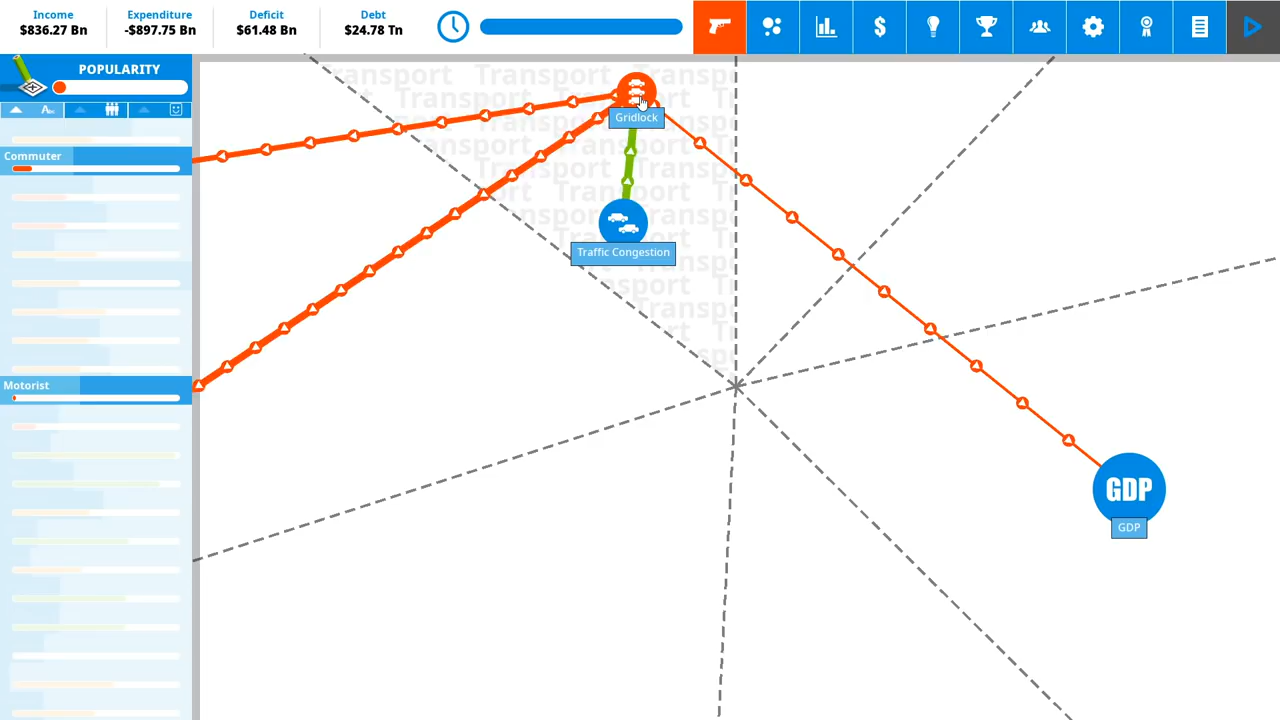 Income Expenditure Deficit Debt
$836.27 Bn -$897.75 Bn $61.48 Bn $24.78 Tn
POPULARITY
Transport Transport Transport
Gridlock
Commuter
Traffic Congestion
Motorist
GDP
GDP